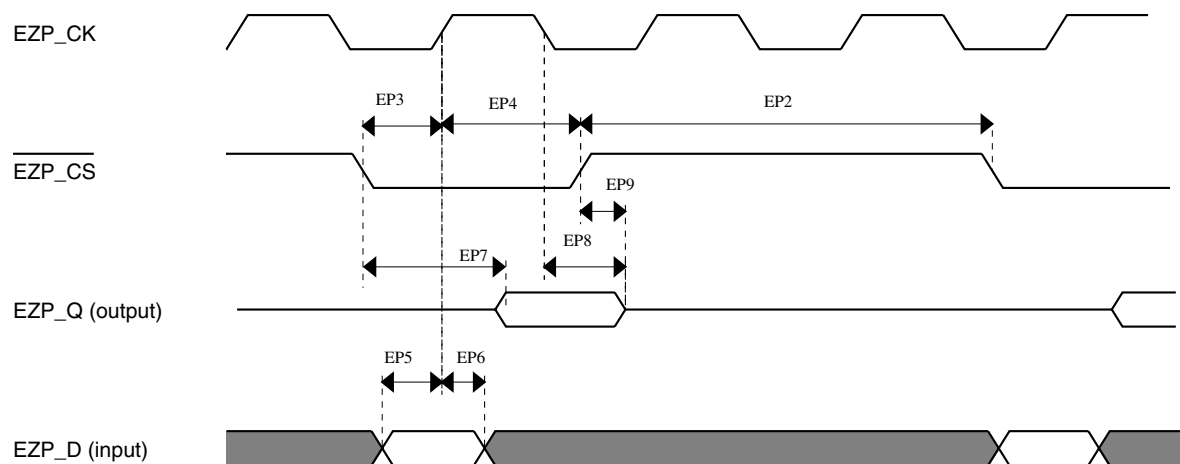 EZP_CK
EP3
EP4
EP2
EZP_CS
EP9
EP8
EP7
EZP_Q (output)
EP5
EP6
EZP_D (input)